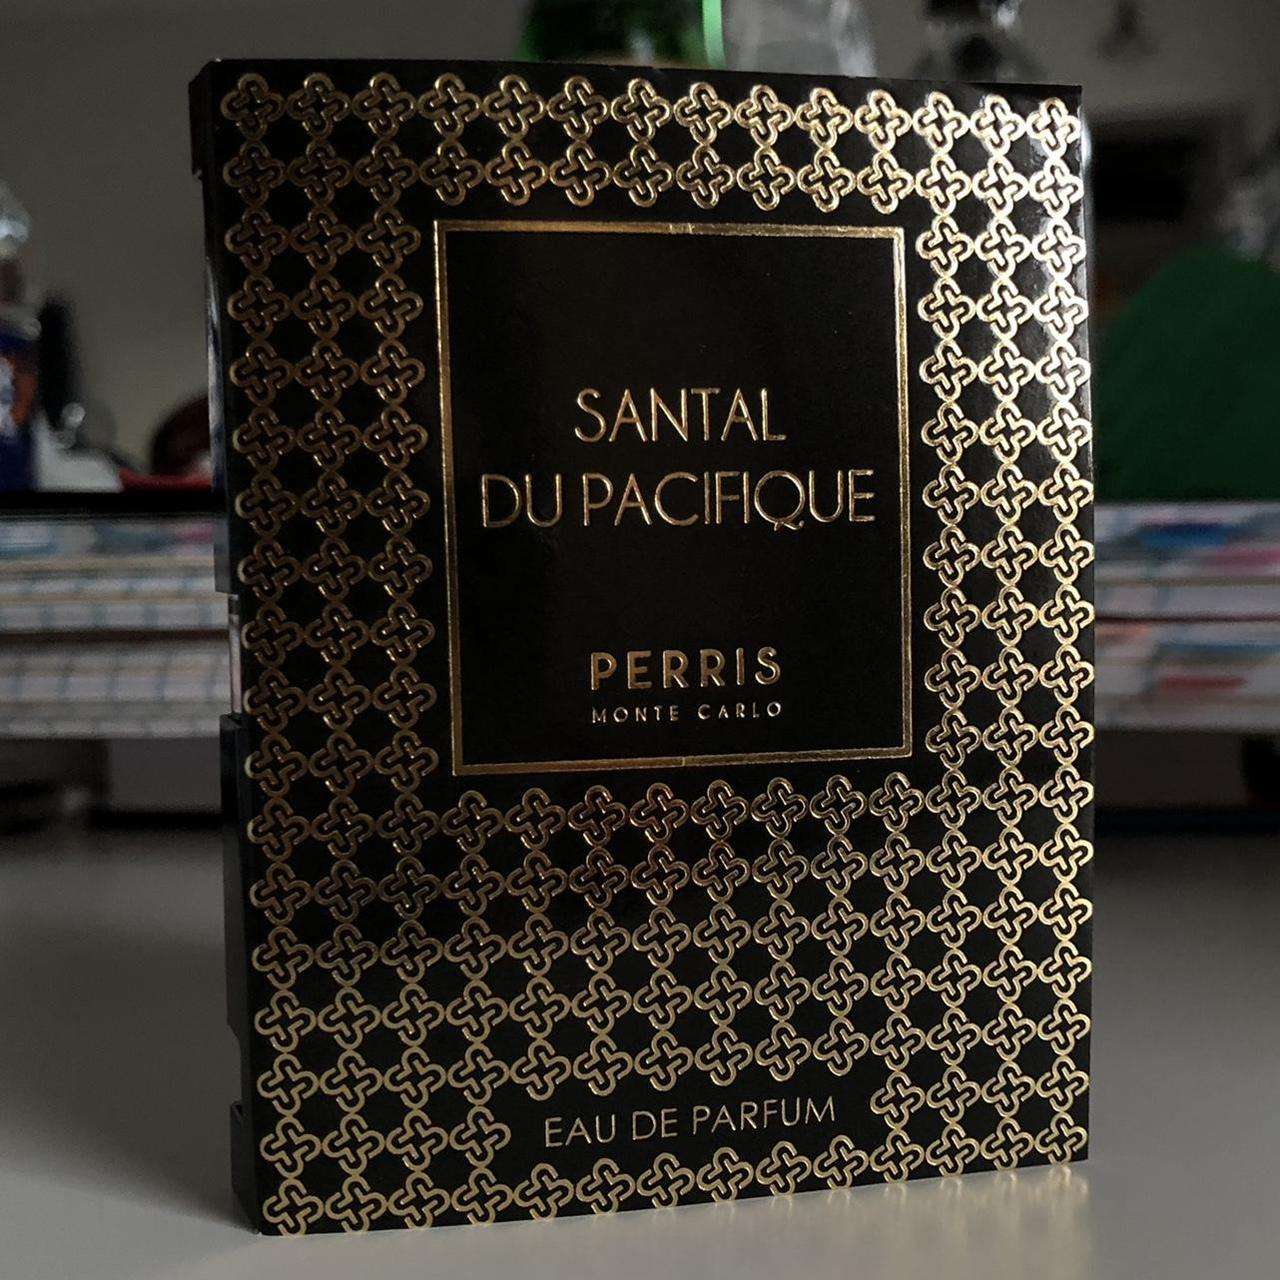 SANTAL
DU PACIFIQUE
PERRIS
MONTE CARLO
EAU DE PARFUM